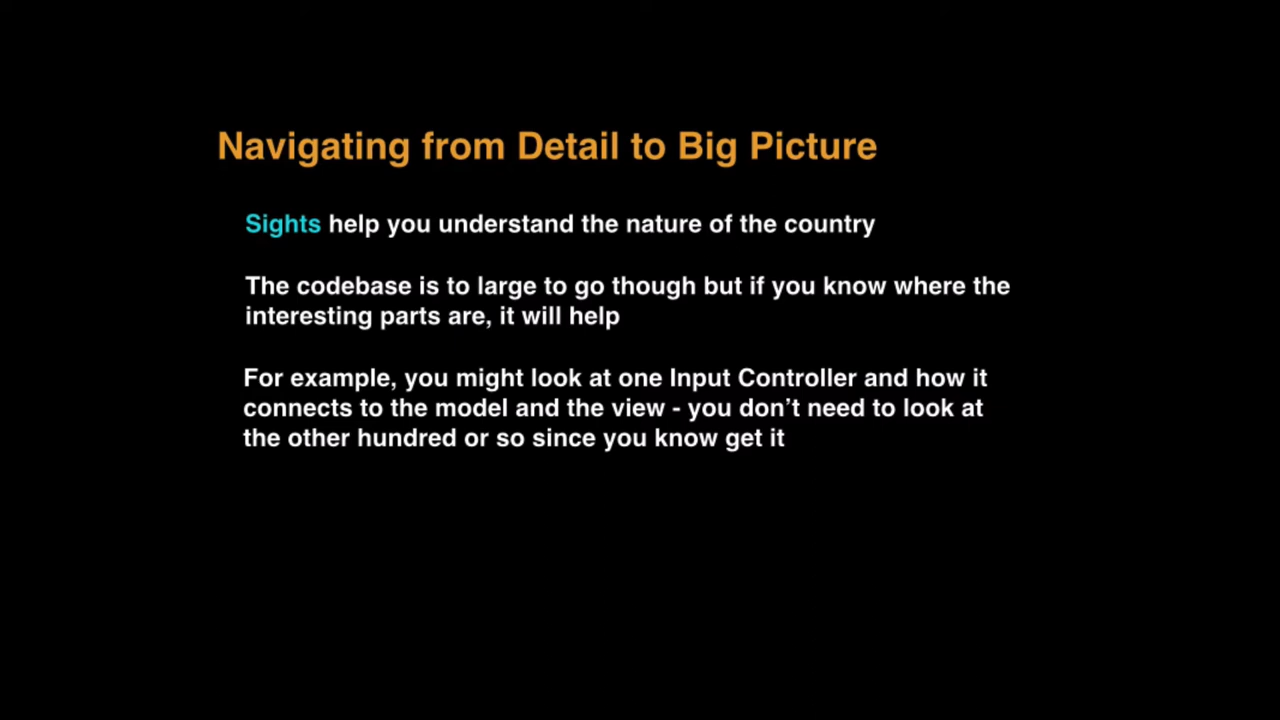 Navigating from Detail to Big Picture
Sights help you understand the nature of the country
The codebase is to large to go though but if you know where the
interesting parts are, it will help
For example, you might look at one Input Controller and how it
connects to the model and the view - you don’t need to look at
the other hundred or so since you know get it